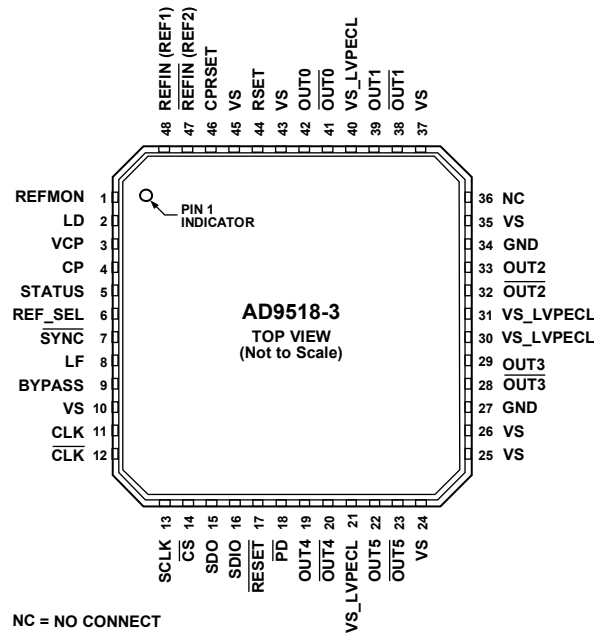 48 REFIN (REF1)
47 REFIN (REF2)
46 CPRSET
45 VS
44 RSET
43 VS
42 OUT0
41 OUT0
40 VS_LVPECL
39 OUT1
38 OUT1
37 VS
REFMON 1
LD 2
VCP 3
CP 4
STATUS 5
REF_SEL 6
SYNC 7
LF 8
BYPASS 9
VS 10
CLK 11
CLK 12
PIN 1
INDICATOR
AD9518-3
TOP VIEW
(Not to Scale)
36 NC
35 VS
34 GND
33 OUT2
32 OUT2
31 VS_LVPECL
30 VS_LVPECL
29 OUT3
28 OUT3
27 GND
26 VS
25 VS
SCLK 13
CS 14
SDO 15
SDIO 16
RESET 17
PD 18
OUT4 19
OUT4 20
VS_LVPECL 21
OUT5 22
OUT5 23
VS 24
NC = NO CONNECT